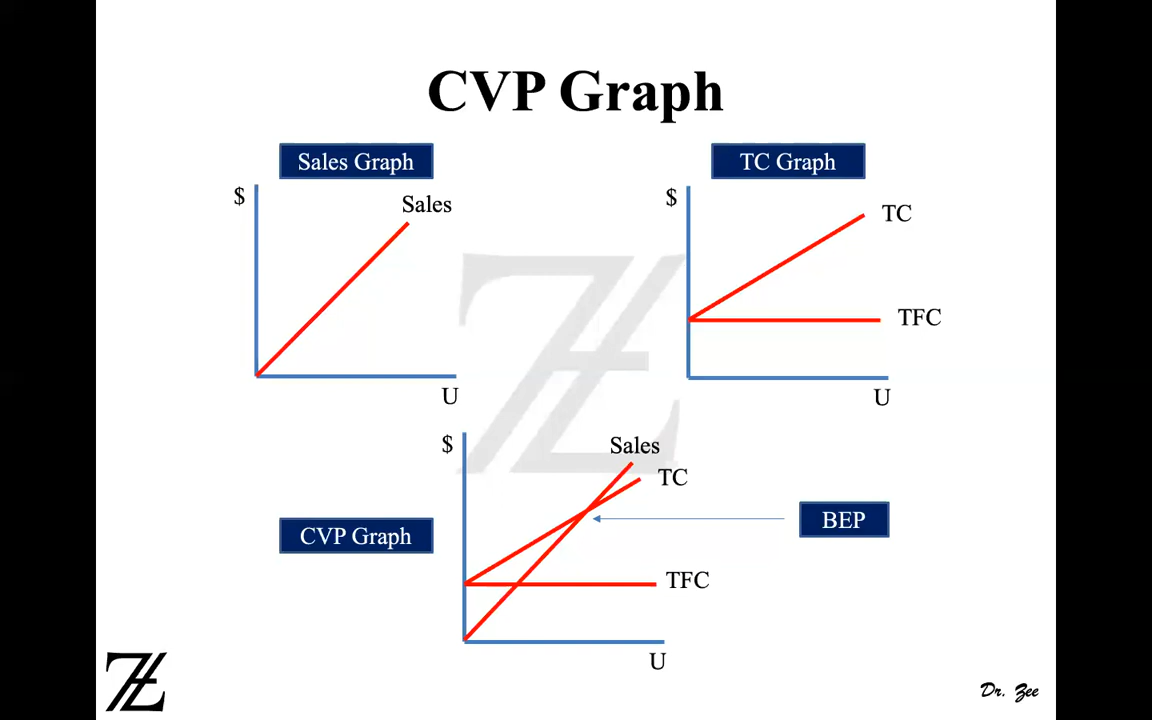 CVP Graph
Sales Graph
TC Graph
$
Sales
U
$
TC
TFC
U
CVP Graph
$
Sales
TC
TFC
U
BEP
Dr. Zee